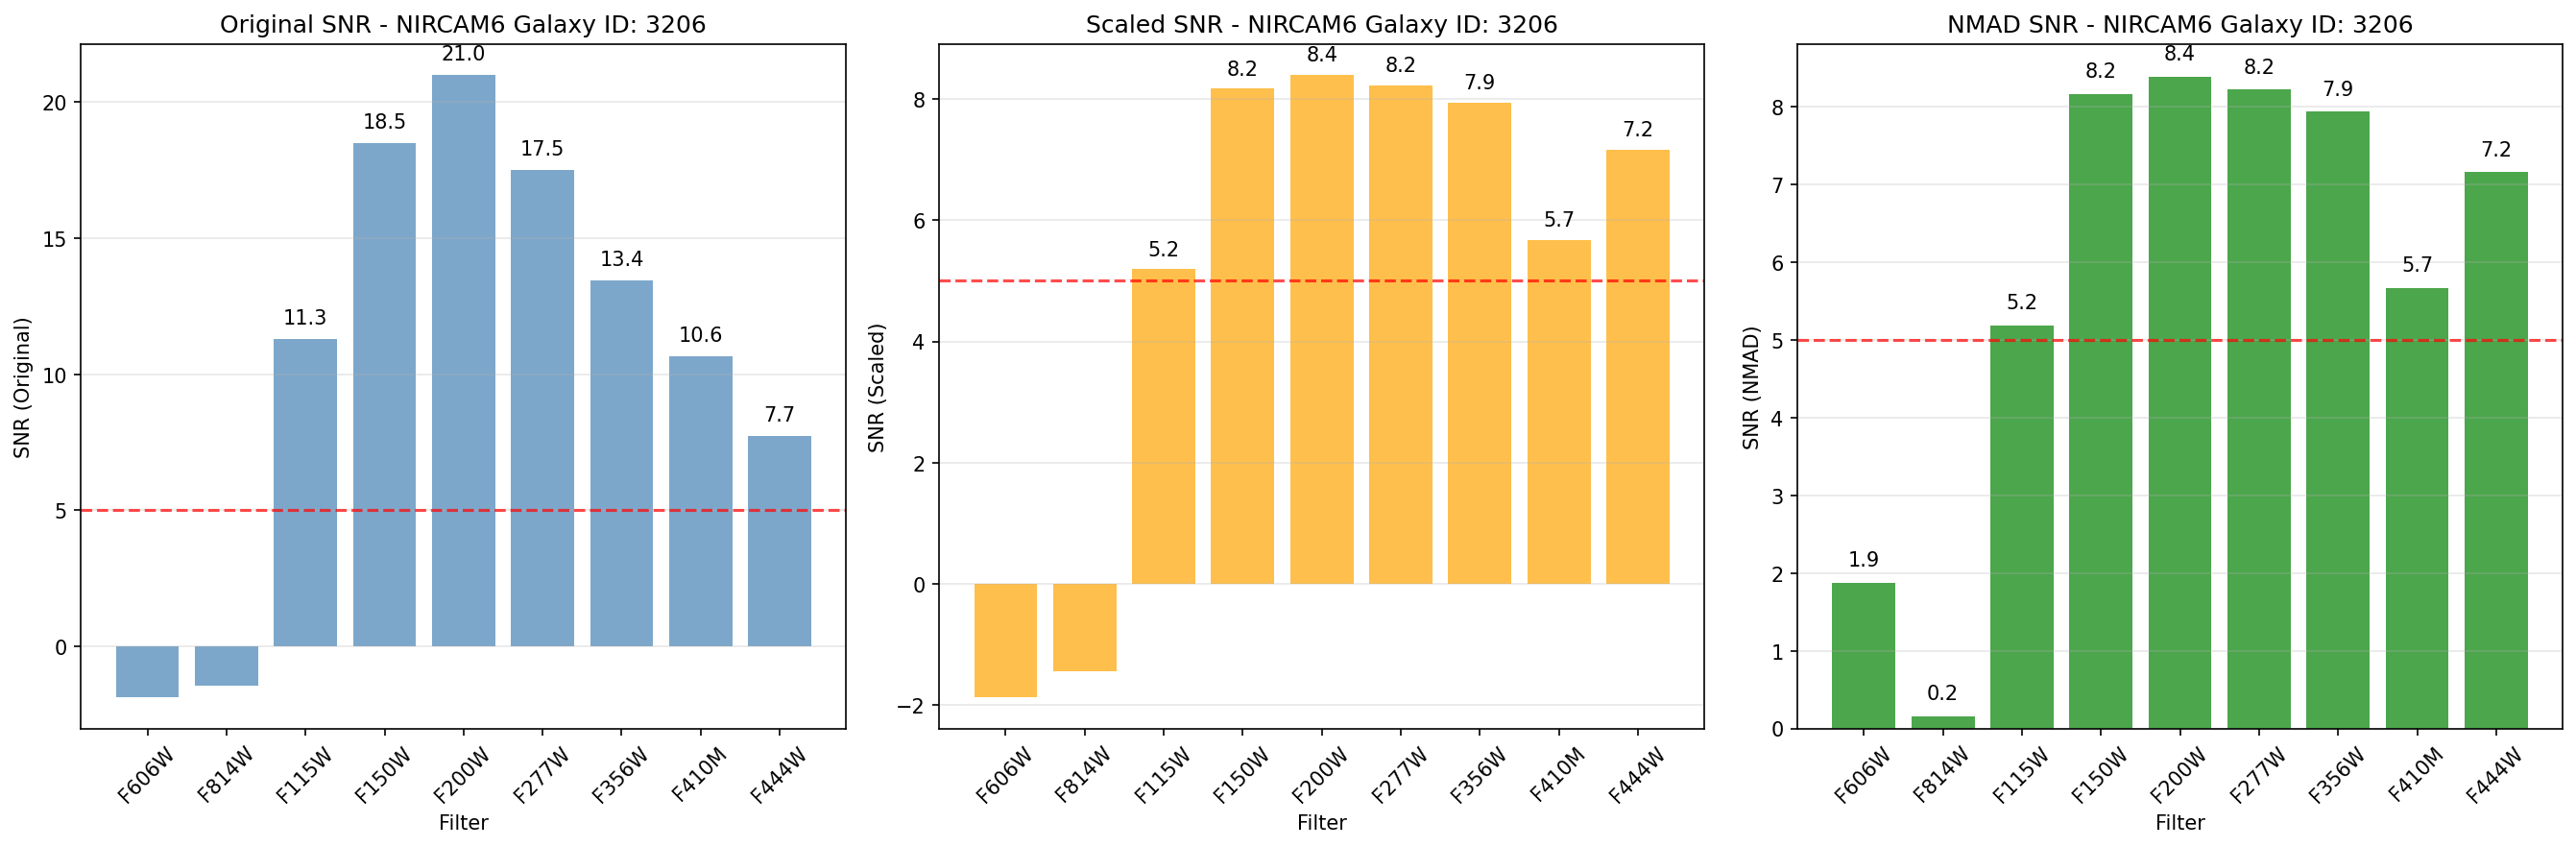 Original SNR - NIRCAM6 Galaxy ID: 3206
SNR (Original)
20
15
10
5
0
11.3
18.5
21.0
17.5
13.4
10.6
7.7
F606W
F814W
F115W
F150W
F200W
F277W
F356W
F410M
F444W
Filter
Scaled SNR - NIRCAM6 Galaxy ID: 3206
SNR (Scaled)
8
6
4
2
0
−2
5.2
8.2
8.4
8.2
7.9
5.7
7.2
F606W
F814W
F115W
F150W
F200W
F277W
F356W
F410M
F444W
Filter
NMAD SNR - NIRCAM6 Galaxy ID: 3206
SNR (NMAD)
8
7
6
5
4
3
2
1
0
1.9
0.2
5.2
8.2
8.4
8.2
7.9
5.7
7.2
F606W
F814W
F115W
F150W
F200W
F277W
F356W
F410M
F444W
Filter